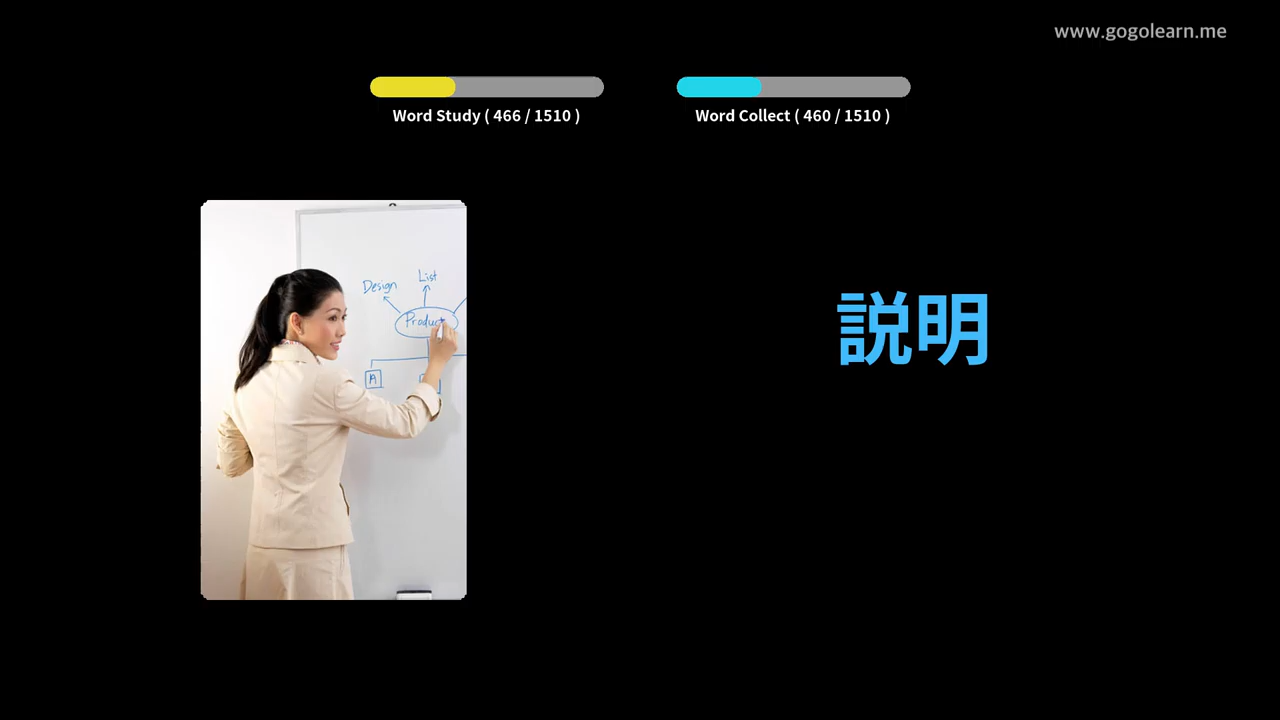 www.gogolearn.me
Word Study ( 466 / 1510 )
Word Collect ( 460 / 1510 )
List
Design
Product
A
説明